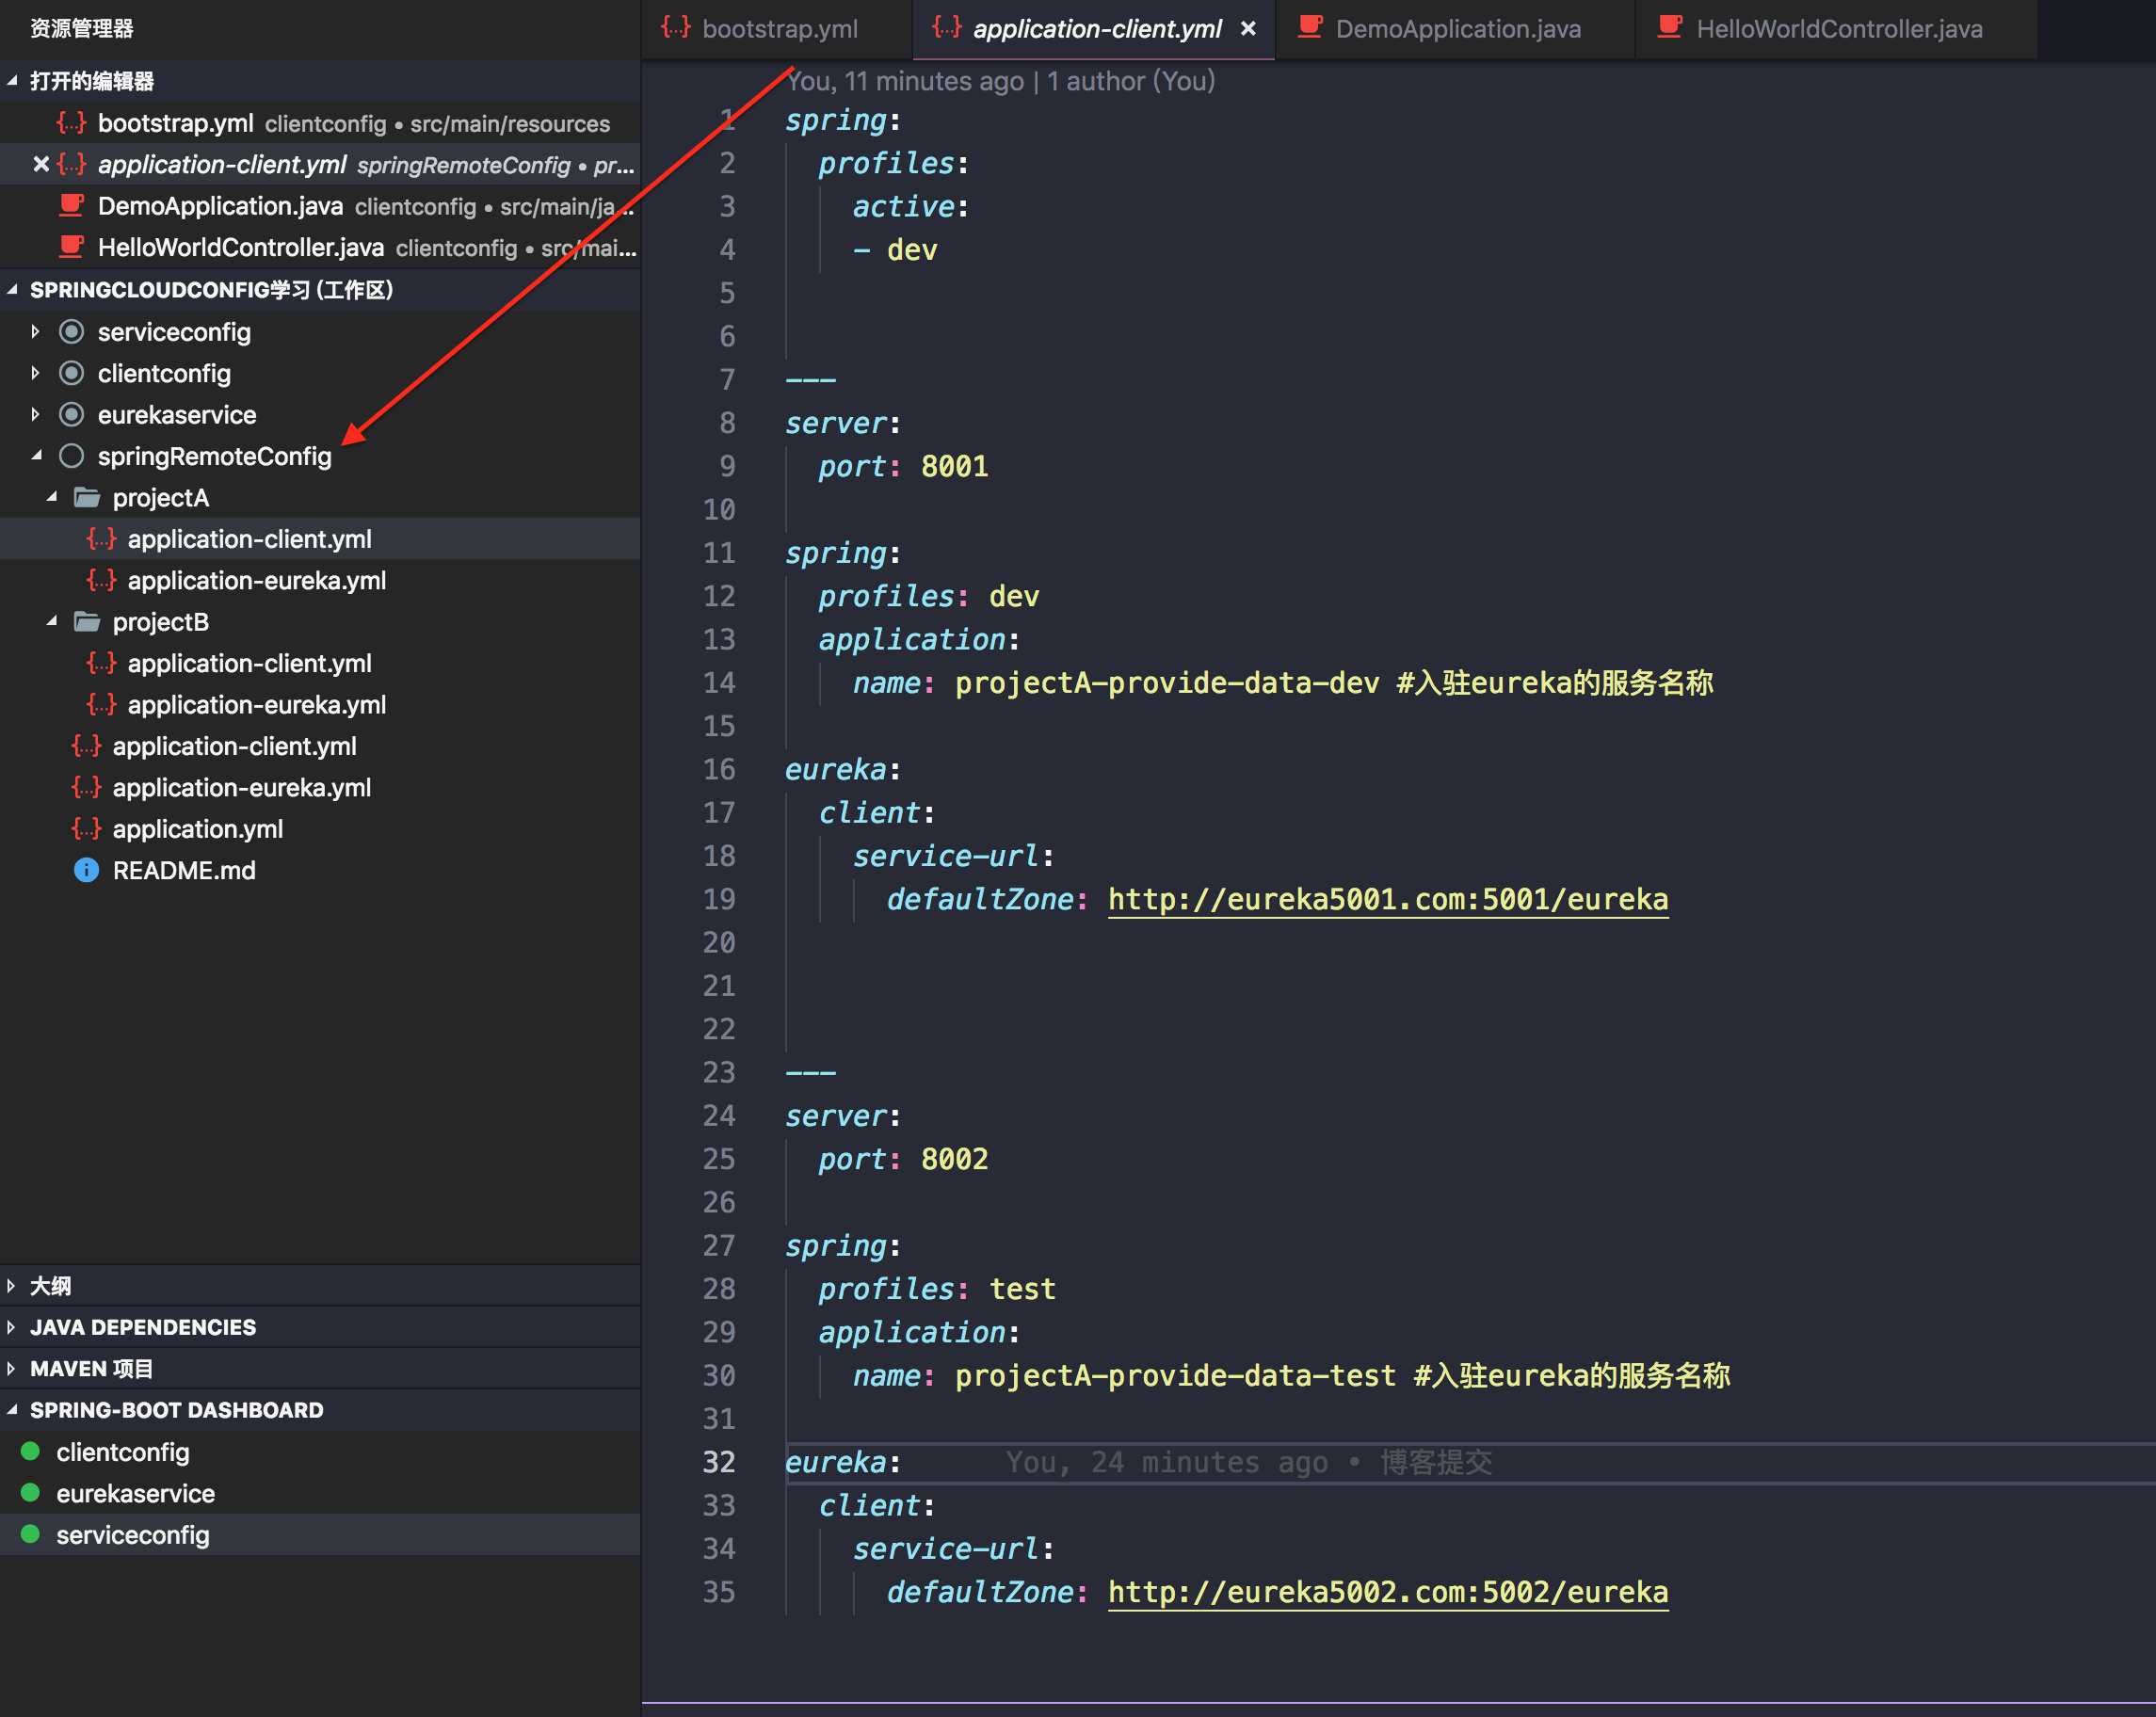 资源管理器
打开的编辑器
bootstrap.yml clientconfig • src/main/resources
application-client.yml springRemoteConfig • pr...
DemoApplication.java clientconfig • src/main/ja...
HelloWorldController.java clientconfig • src/mai...
SPRINGCLOUDCONFIG学习 (工作区)
serviceconfig
clientconfig
eurekaservice
springRemoteConfig
projectA
application-client.yml
application-eureka.yml
projectB
application-client.yml
application-eureka.yml
application-client.yml
application-eureka.yml
application.yml
README.md
大纲
JAVA DEPENDENCIES
MAVEN 项目
SPRING-BOOT DASHBOARD
clientconfig
eurekaservice
serviceconfig
bootstrap.yml application-client.yml DemoApplication.java HelloWorldController.java
You, 11 minutes ago | 1 author (You)
1 spring:
2 profiles:
3 active:
4 - dev
5
6
7 ---
8 server:
9 port: 8001
10
11 spring:
12 profiles: dev
13 application:
14 name: projectA-provide-data-dev #入驻eureka的服务名称
15
16 eureka:
17 client:
18 service-url:
19 defaultZone: http://eureka5001.com:5001/eureka
20
21
22
23 ---
24 server:
25 port: 8002
26
27 spring:
28 profiles: test
29 application:
30 name: projectA-provide-data-test #入驻eureka的服务名称
31
32 eureka: You, 24 minutes ago • 博客提交
33 client:
34 service-url:
35 defaultZone: http://eureka5002.com:5002/eureka